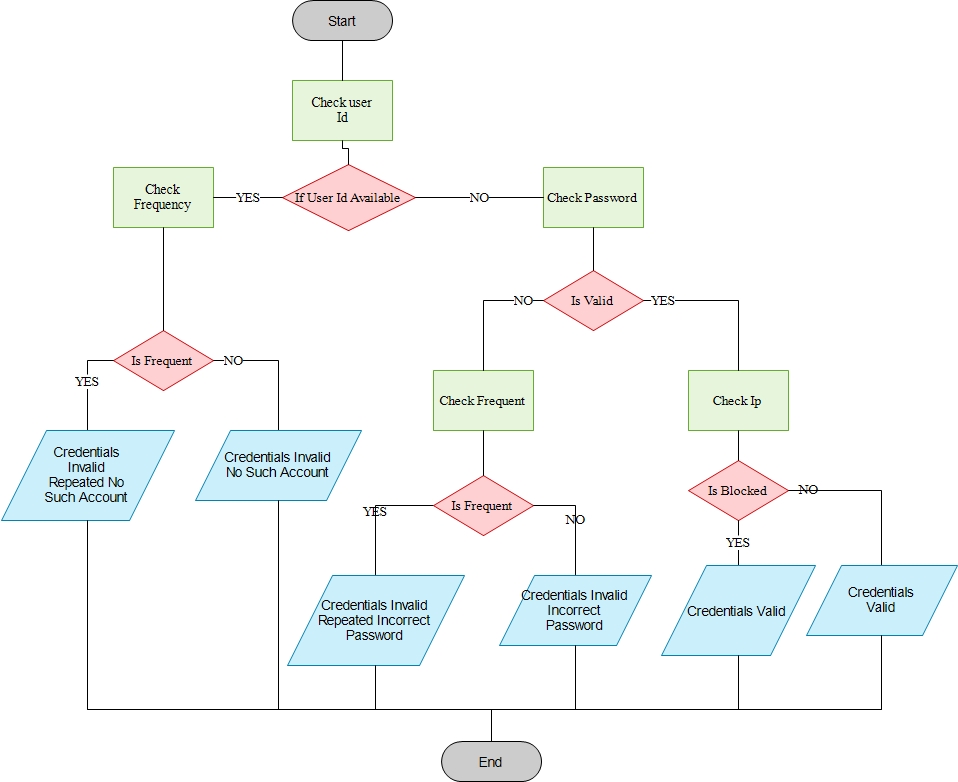 Start
Check user
Id
Check
Frequency
YES
If User Id Available
NO
Check Password
NO
Is Valid
YES
Is Frequent
NO
YES
Check Frequent
Check Ip
Credentials
Invalid
Repeated No
Such Account
Credentials Invalid
No Such Account
Is Blocked
NO
YES
Is Frequent
NO
YES
Credentials Invalid
Repeated Incorrect
Password
Credentials Invalid
Incorrect
Password
Credentials Valid
Credentials
Valid
End